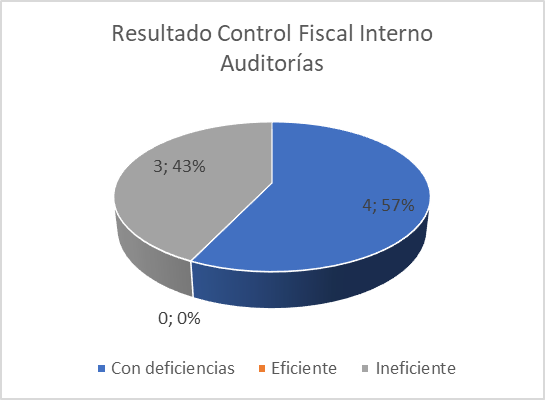 Resultado Control Fiscal Interno
Auditorías
3; 43%
4; 57%
0; 0%
Con deficiencias Eficiente Ineficiente